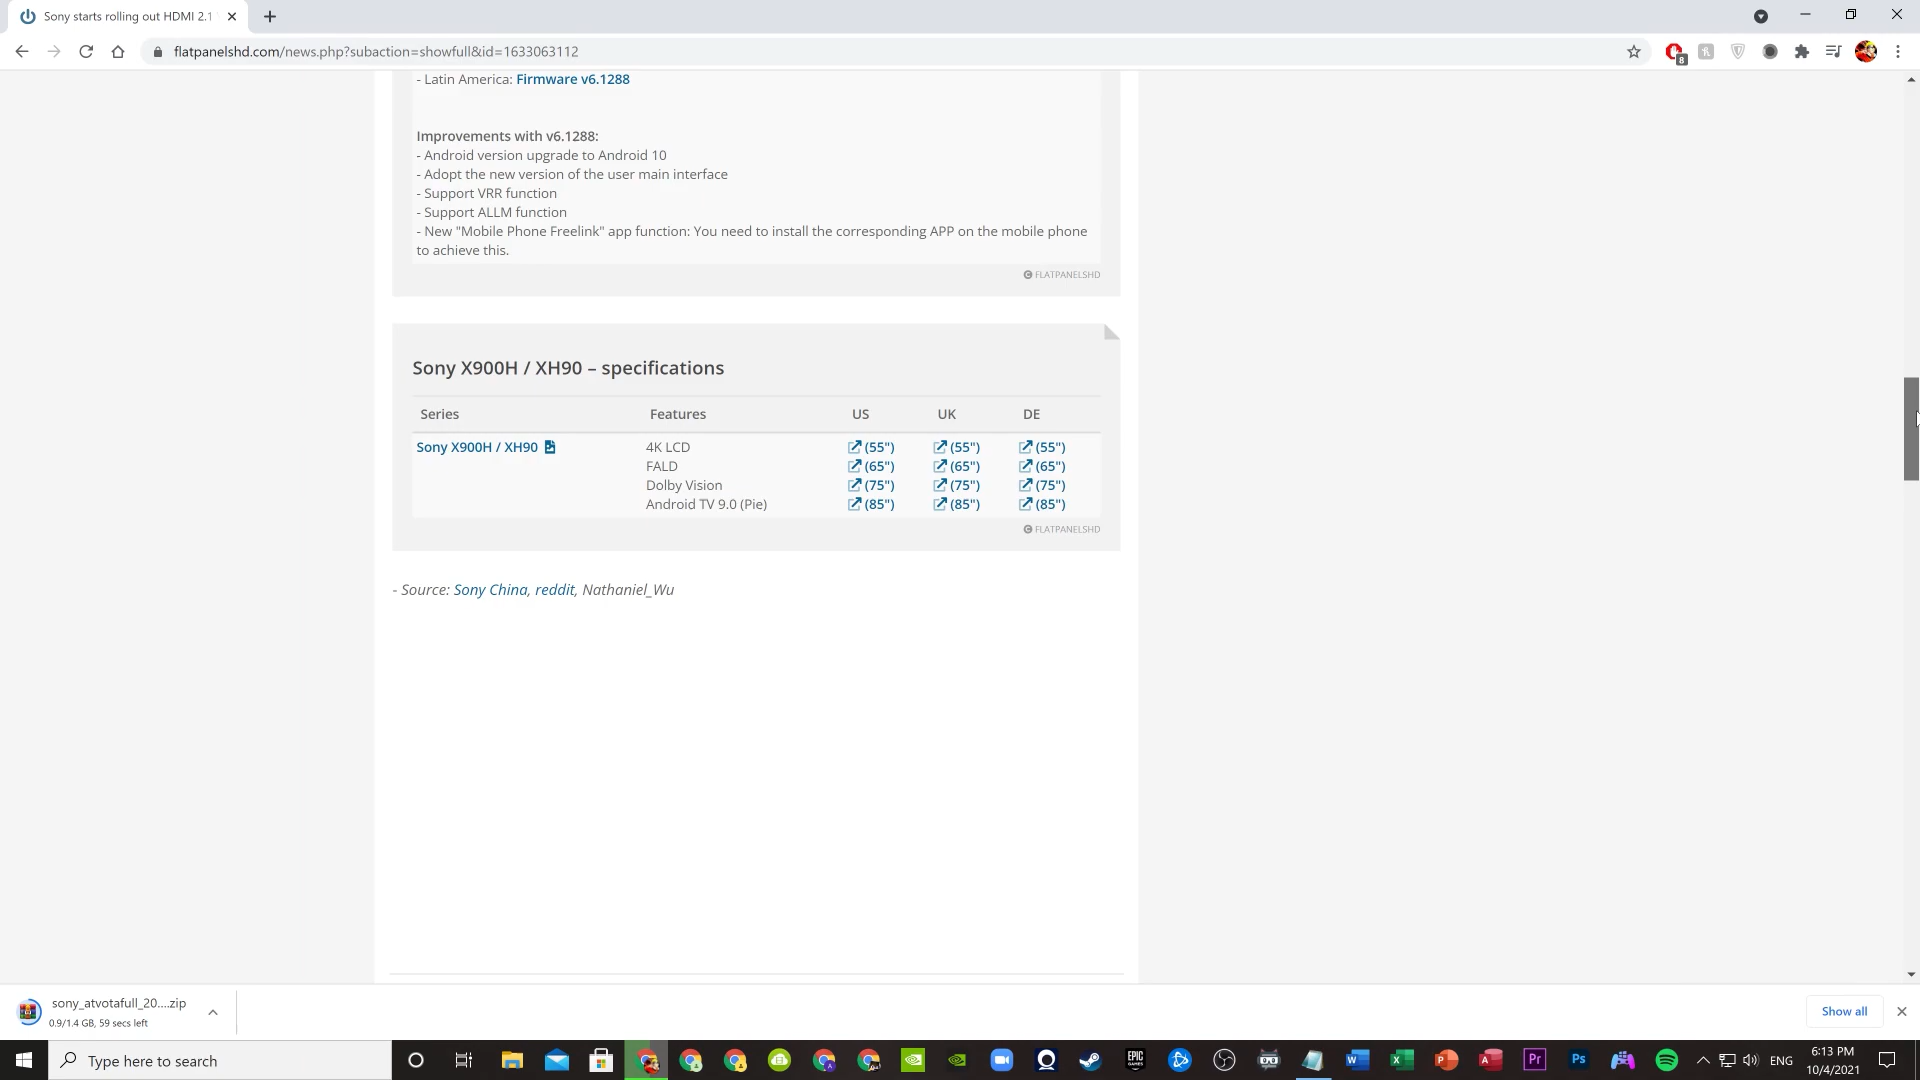 Sony starts rolling out HDMI 2.1
flatpanelshd.com/news.php?subaction=showfull&id=1633063112
8
- Latin America: Firmware v6.1288
Improvements with v6.1288:
- Android version upgrade to Android 10
- Adopt the new version of the user main interface
- Support VRR function
- Support ALLM function
- New "Mobile Phone Freelink" app function: You need to install the corresponding APP on the mobile phone
to achieve this.
FLATPANELSHD
Sony X900H / XH90 – specifications
Series Features US UK DE
Sony X900H / XH90 4K LCD (55") (55") (55")
FALD (65") (65") (65")
Dolby Vision (75") (75") (75")
Android TV 9.0 (Pie) (85") (85") (85")
FLATPANELSHD
- Source: Sony China, reddit, Nathaniel_Wu
sony_atvotafull_20....zip
0.9/1.4 GB, 59 secs left
Show all
Type here to search
EPIC GAMES
Pr
Ps
ENG
6:13 PM
10/4/2021